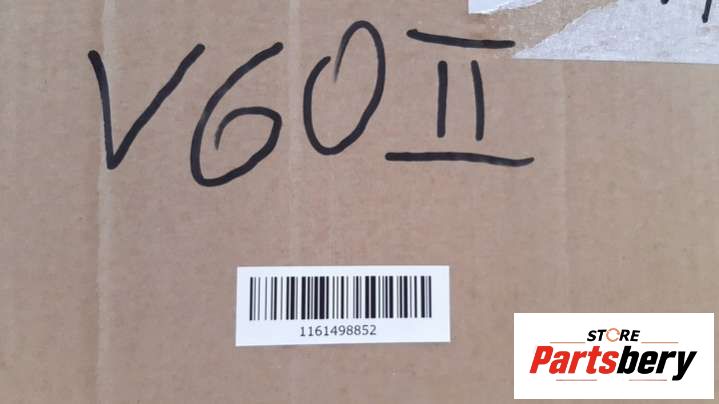 V60 II
1161498852
STORE
Partsbery